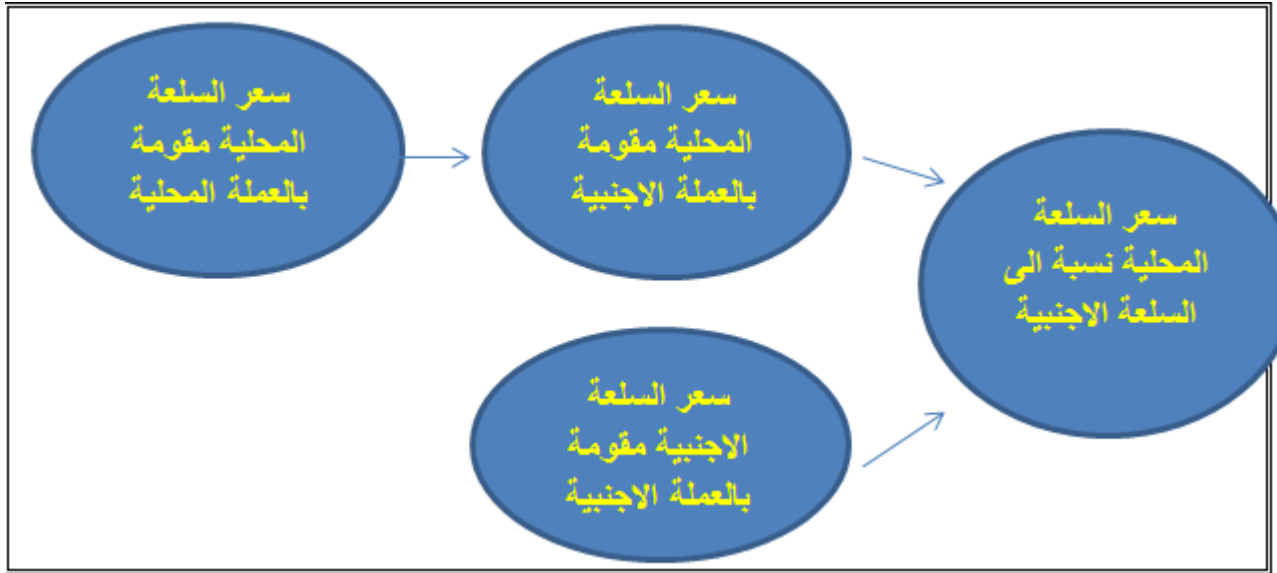 سعر السلعة
المحلية مقومة
بالعملة المحلية
سعر السلعة
المحلية مقومة
بالعملة الاجنبية
سعر السلعة
الاجنبية مقومة
بالعملة الاجنبية
سعر السلعة
المحلية نسبة الى
السلعة الاجنبية